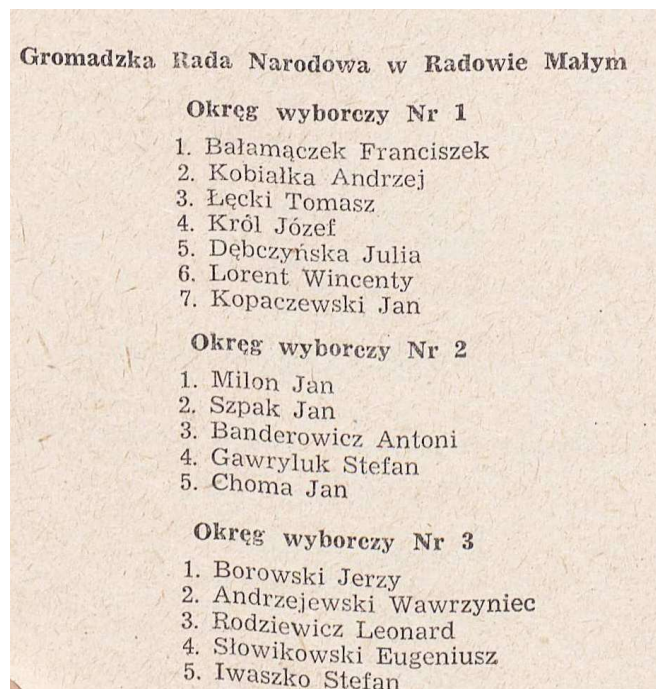 Gromadzka Rada Narodowa w Radowie Małym
Okręg wyborczy Nr 1
1. Bałamączek Franciszek
2. Kobiałka Andrzej
3. Łęcki Tomasz
4. Król Józef
5. Dębczyńska Julia
6. Lorent Wincenty
7. Kopaczewski Jan
Okręg wyborczy Nr 2
1. Milon Jan
2. Szpak Jan
3. Banderowicz Antoni
4. Gawryluk Stefan
5. Choma Jan
Okręg wyborczy Nr 3
1. Borowski Jerzy
2. Andrzejewski Wawrzyniec
3. Rodziewicz Leonard
4. Słowikowski Eugeniusz
5. Iwaszko Stefan